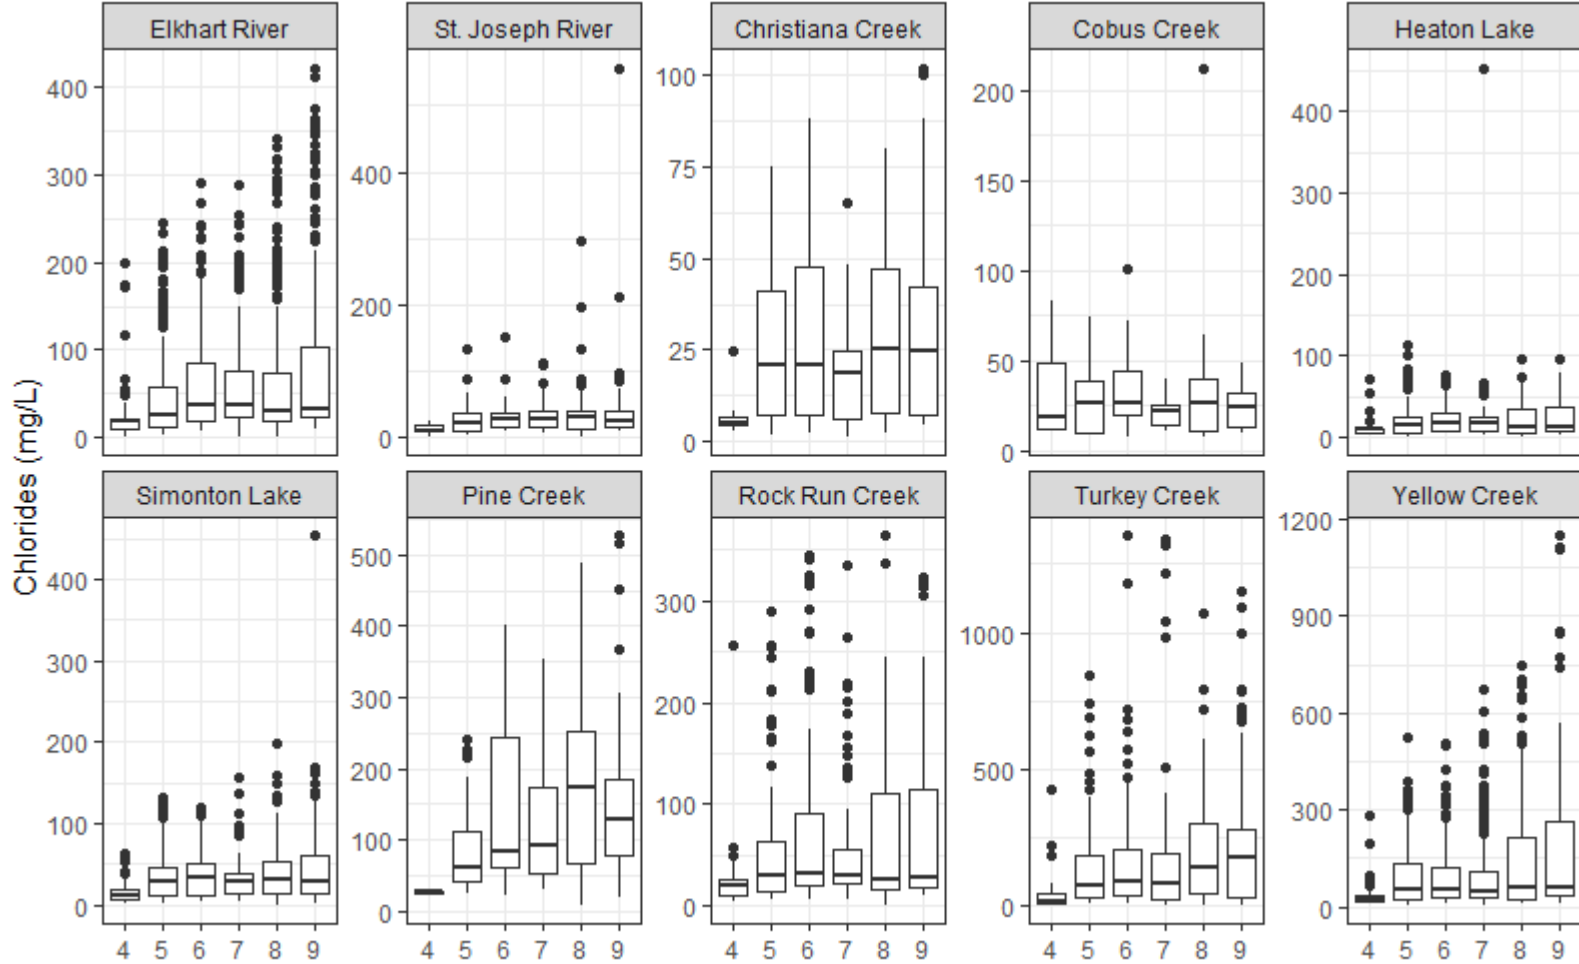 Elkhart River
St. Joseph River
Christiana Creek
Cobus Creek
Heaton Lake
400
300
200
100
0
400
200
0
100
75
50
25
0
200
150
100
50
0
400
300
200
100
0
Chlorides (mg/L)
Simonton Lake
Pine Creek
Rock Run Creek
Turkey Creek
Yellow Creek
400
300
200
100
0
500
400
300
200
100
0
300
200
100
0
1000
500
0
1200
900
600
300
0
4 5 6 7 8 9
4 5 6 7 8 9
4 5 6 7 8 9
4 5 6 7 8 9
4 5 6 7 8 9